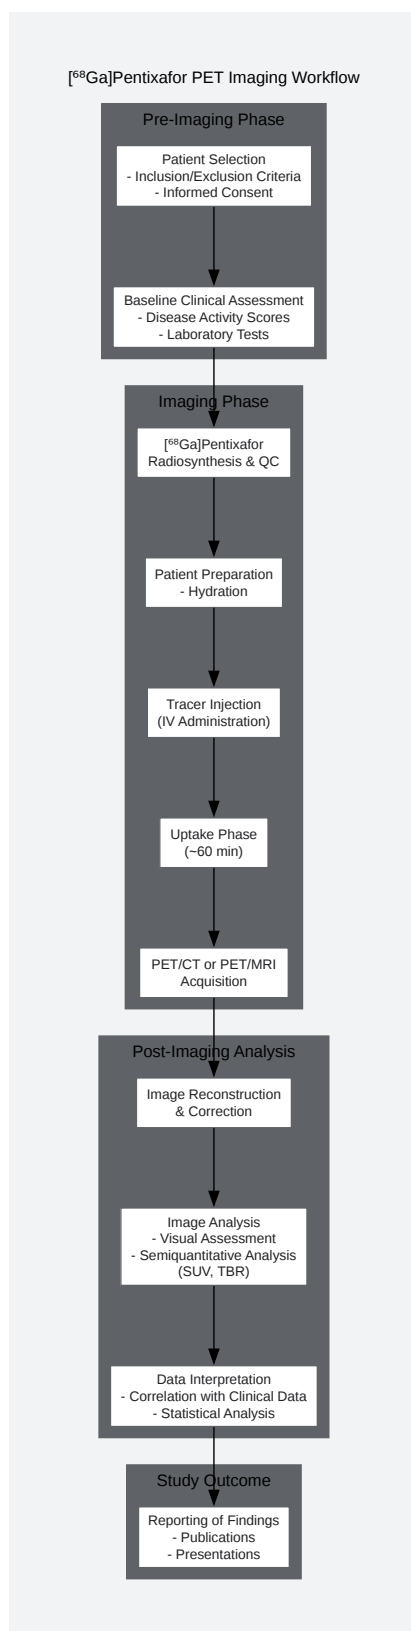 [⁶⁸Ga]Pentixafor PET Imaging Workflow
Pre-Imaging Phase
Patient Selection
- Inclusion/Exclusion Criteria
- Informed Consent
Baseline Clinical Assessment
- Disease Activity Scores
- Laboratory Tests
Imaging Phase
[⁶⁸Ga]Pentixafor
Radiosynthesis & QC
Patient Preparation
- Hydration
Tracer Injection
(IV Administration)
Uptake Phase
(~60 min)
PET/CT or PET/MRI
Acquisition
Post-Imaging Analysis
Image Reconstruction
& Correction
Image Analysis
- Visual Assessment
- Semiquantitative Analysis
(SUV, TBR)
Data Interpretation
- Correlation with Clinical Data
- Statistical Analysis
Study Outcome
Reporting of Findings
- Publications
- Presentations